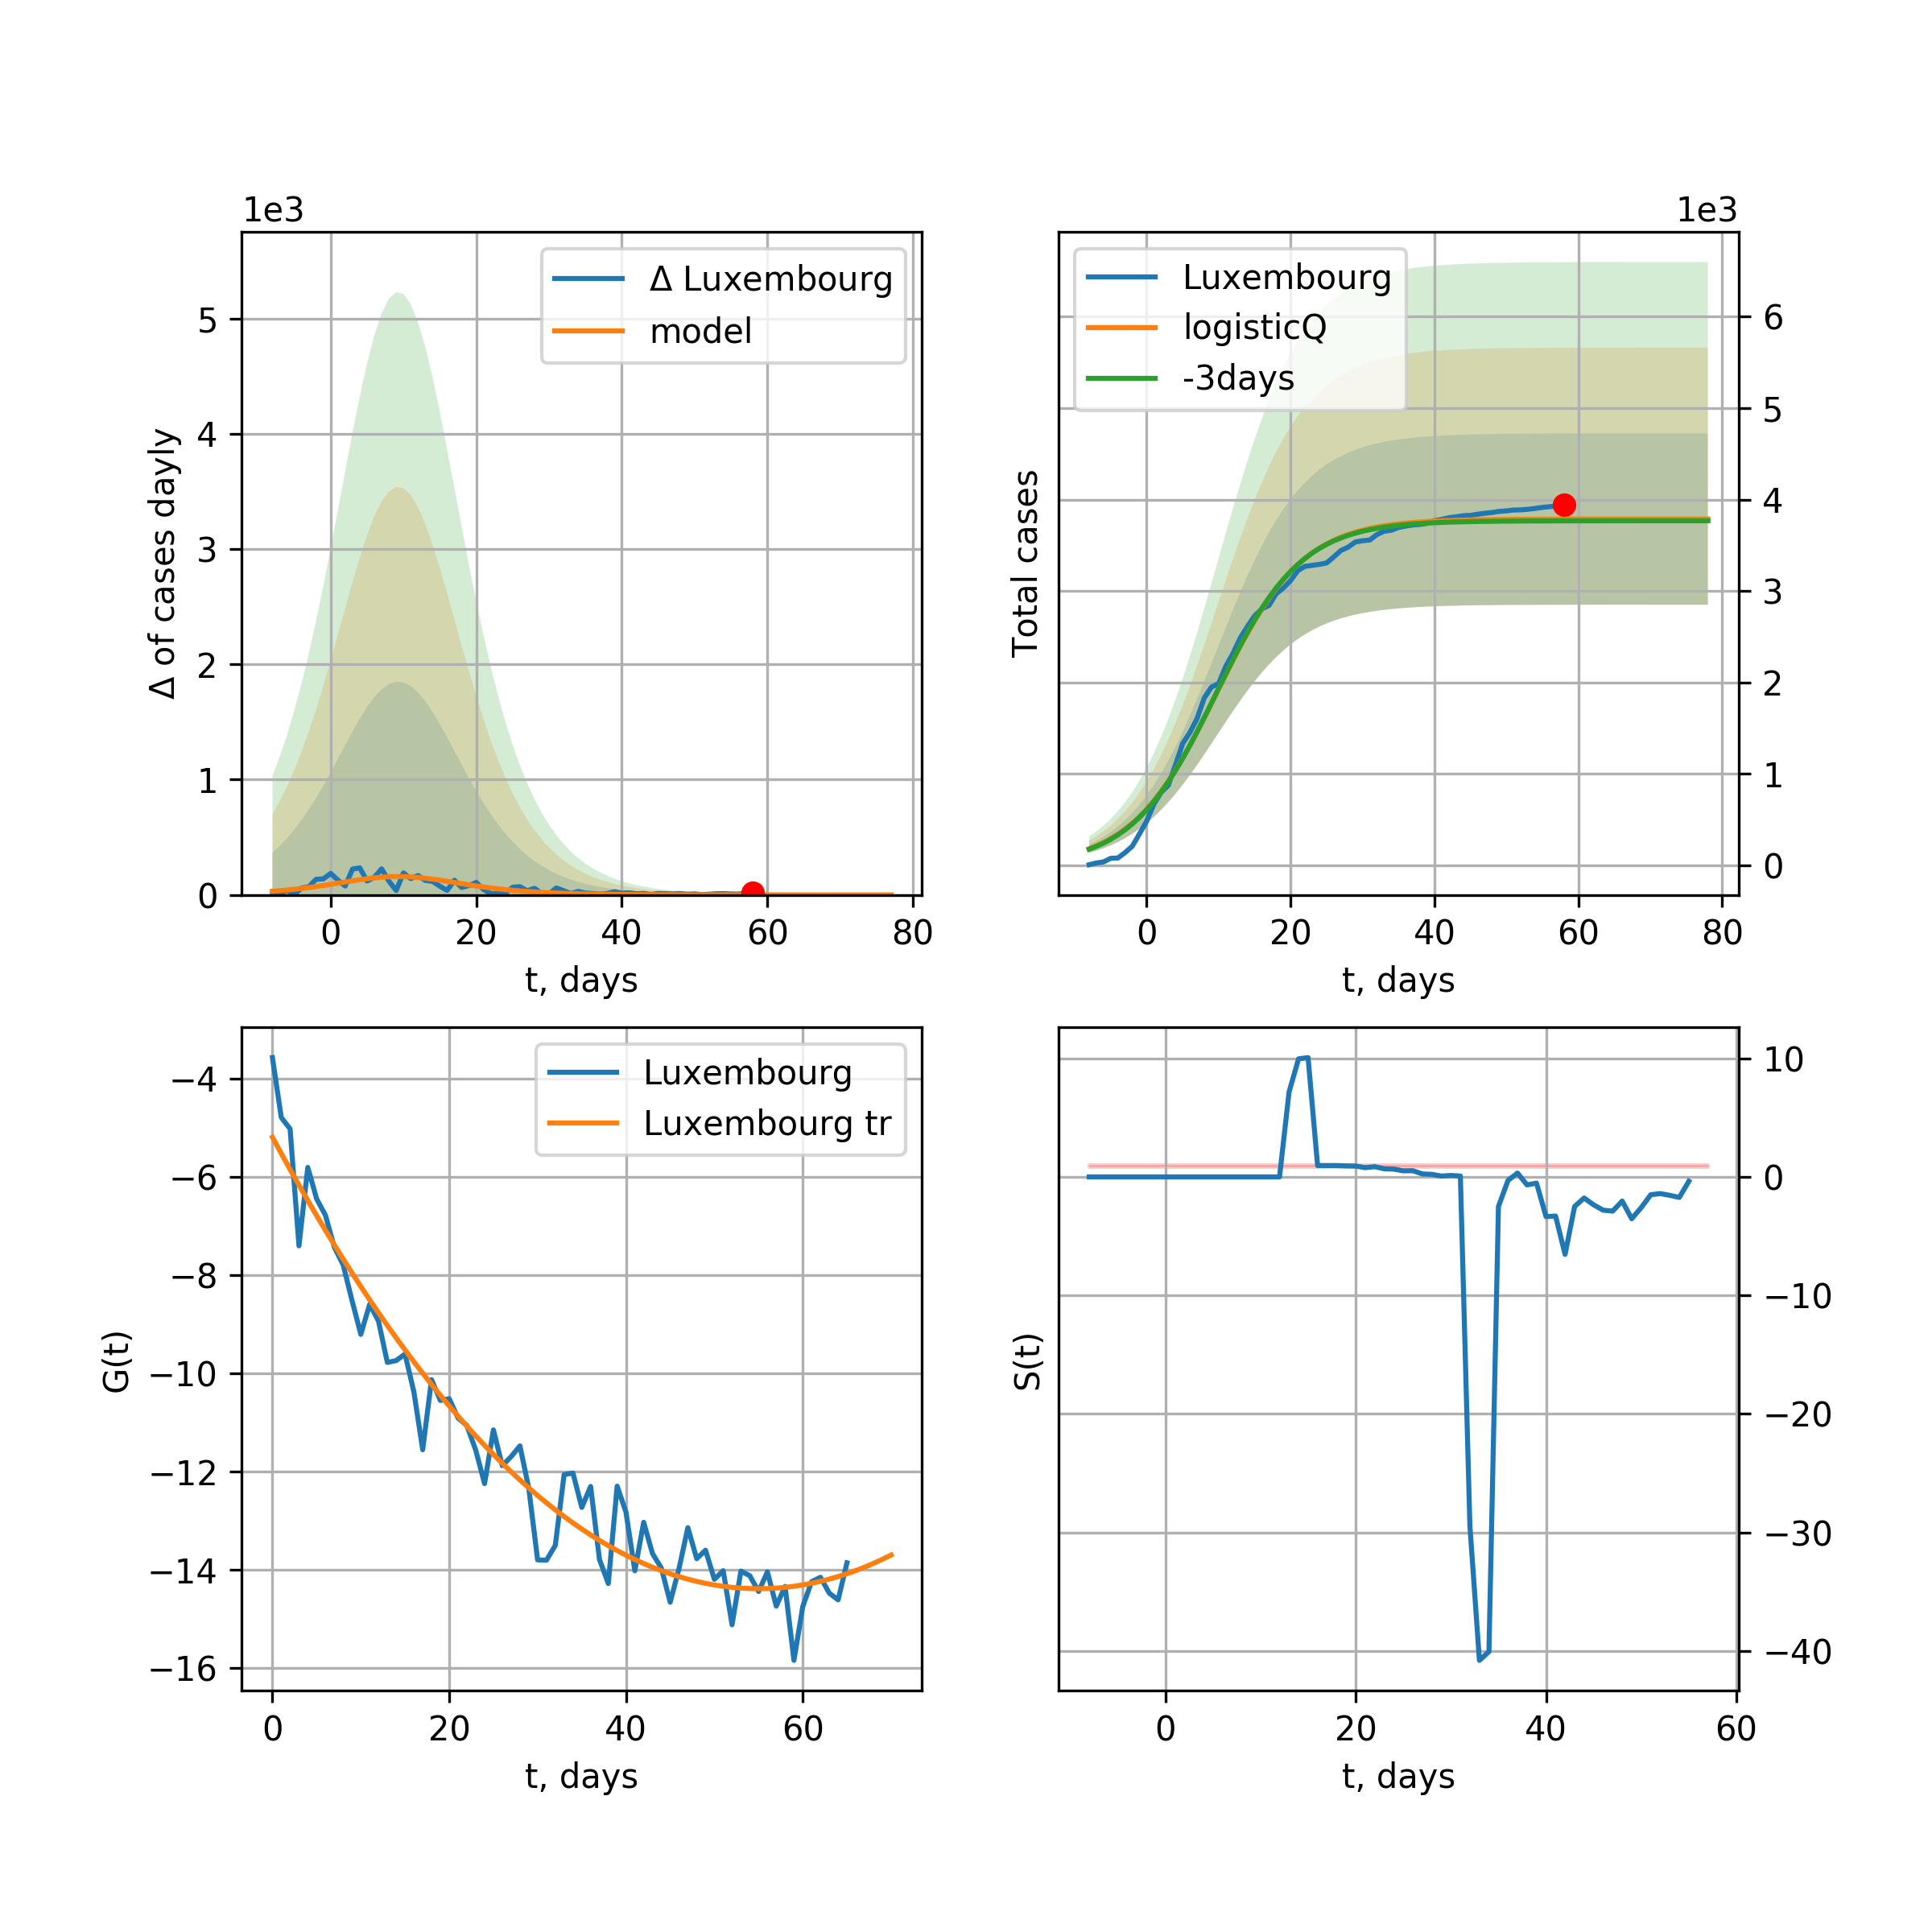 1e3
Δ of cases dayly
5
4
3
2
1
0
Δ Luxembourg
model
0 20 40 60 80
t, days
1e3
Total cases
Luxembourg
logisticQ
-3days
6
5
4
3
2
1
0
0 20 40 60 80
t, days
G(t)
−4
−6
−8
−10
−12
−14
−16
Luxembourg
Luxembourg tr
0 20 40 60
t, days
S(t)
10
0
−10
−20
−30
−40
0 20 40 60
t, days